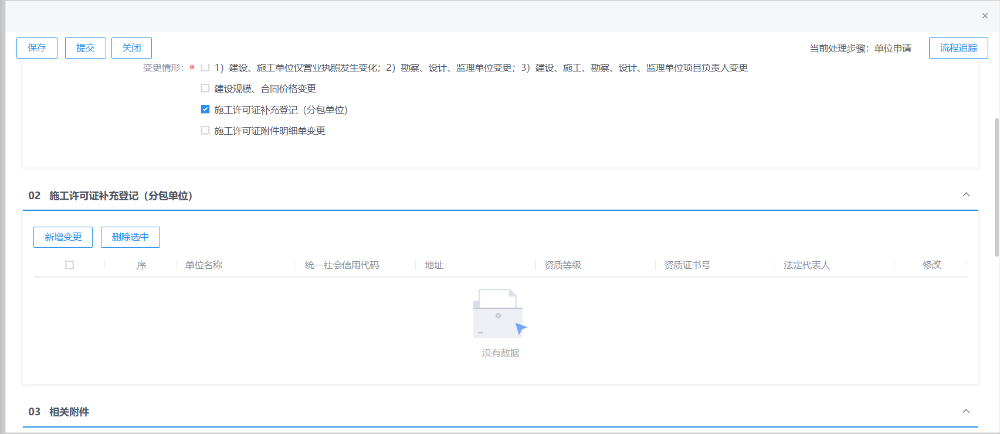 保存 提交 关闭 当前处理步骤：单位申请 流程追踪
变更情形：* 1）建设、施工单位仅营业执照发生变化；2）勘察、设计、监理单位变更；3）建设、施工、勘察、设计、监理单位项目负责人变更
建设规模、合同价格变更
施工许可证补充登记（分包单位）
施工许可证附件明细单变更
02 施工许可证补充登记（分包单位）
新增变更 删除选中
序 单位名称 统一社会信用代码 地址 资质等级 资质证书号 法定代表人 修改
没有数据
03 相关附件